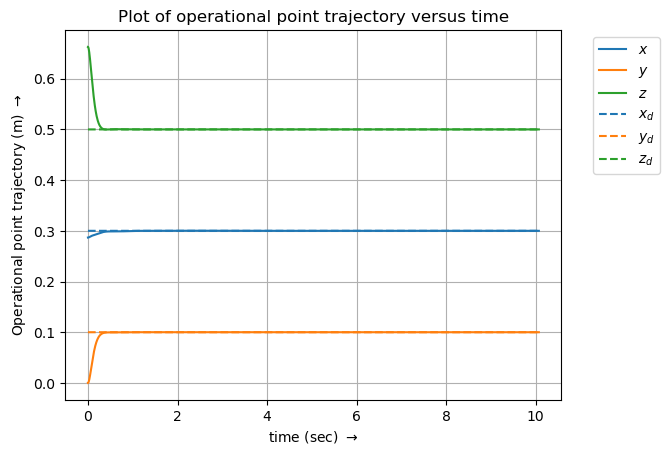 Plot of operational point trajectory versus time
Operational point trajectory (m) →
0.6
0.5
0.4
0.3
0.2
0.1
0.0
0 2 4 6 8 10
time (sec) →
x
y
z
x_d
y_d
z_d